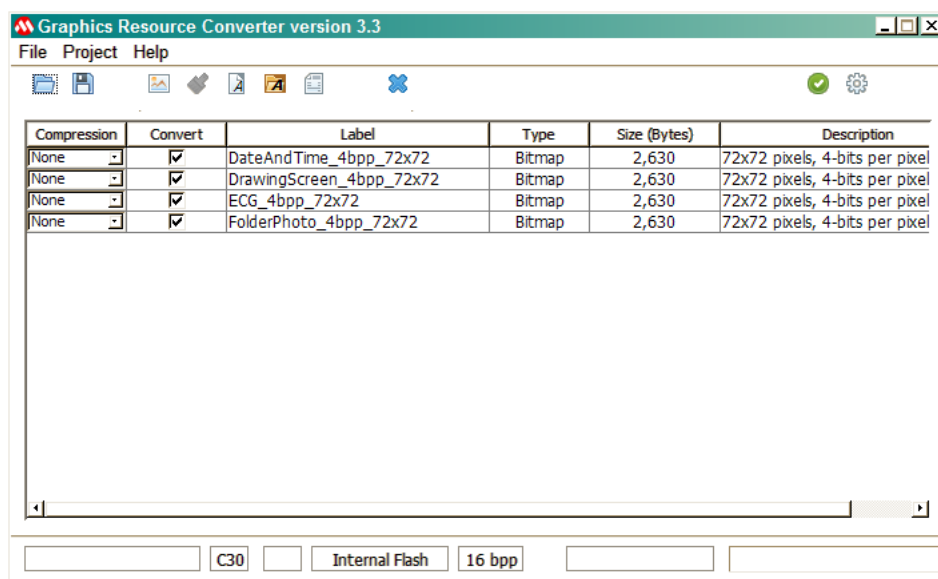 Graphics Resource Converter version 3.3
File Project Help
Compression Convert Label Type Size (Bytes) Description
None DateAndTime_4bpp_72x72 Bitmap 2,630 72x72 pixels, 4-bits per pixel
None DrawingScreen_4bpp_72x72 Bitmap 2,630 72x72 pixels, 4-bits per pixel
None ECG_4bpp_72x72 Bitmap 2,630 72x72 pixels, 4-bits per pixel
None FolderPhoto_4bpp_72x72 Bitmap 2,630 72x72 pixels, 4-bits per pixel
C30 Internal Flash 16 bpp